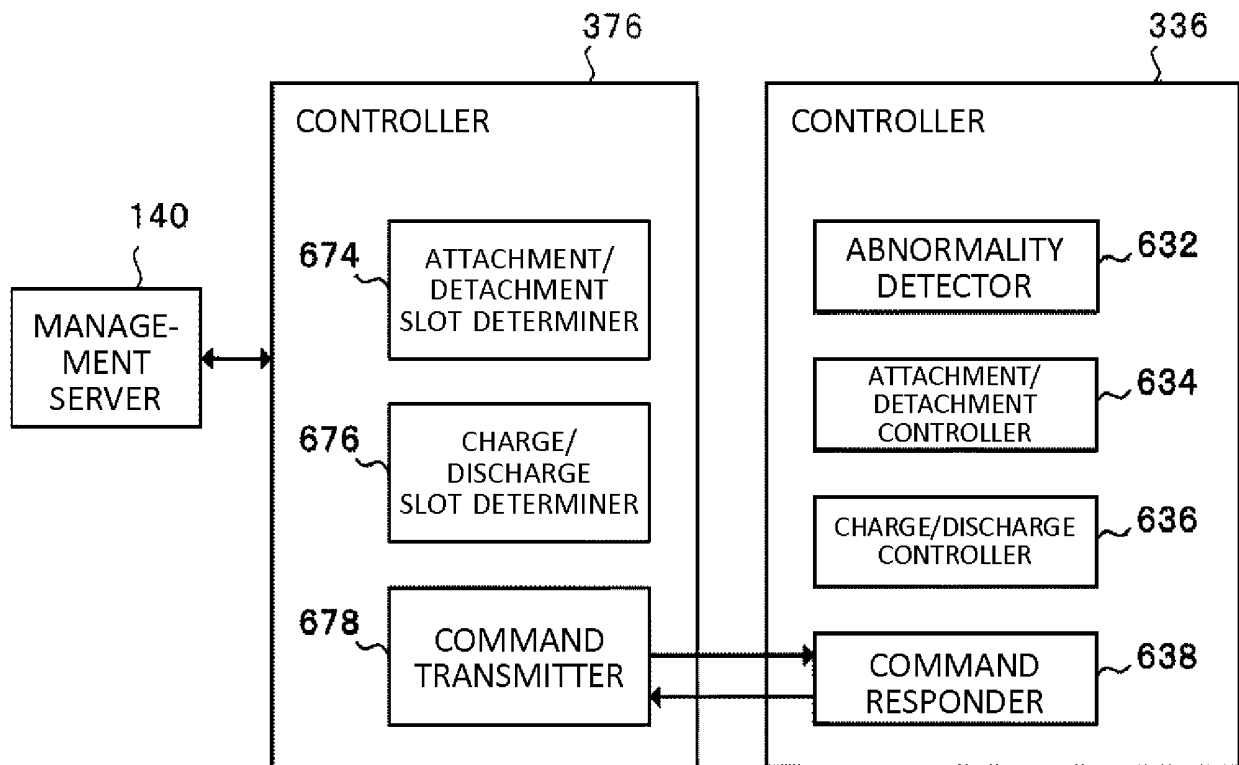 376
336
CONTROLLER
CONTROLLER
140
MANAGE-
MENT
SERVER
674
ATTACHMENT/
DETACHMENT
SLOT DETERMINER
676
CHARGE/
DISCHARGE
SLOT DETERMINER
678
COMMAND
TRANSMITTER
ABNORMALITY
DETECTOR
632
ATTACHMENT/
DETACHMENT
CONTROLLER
634
CHARGE/DISCHARGE
CONTROLLER
636
COMMAND
RESPONDER
638